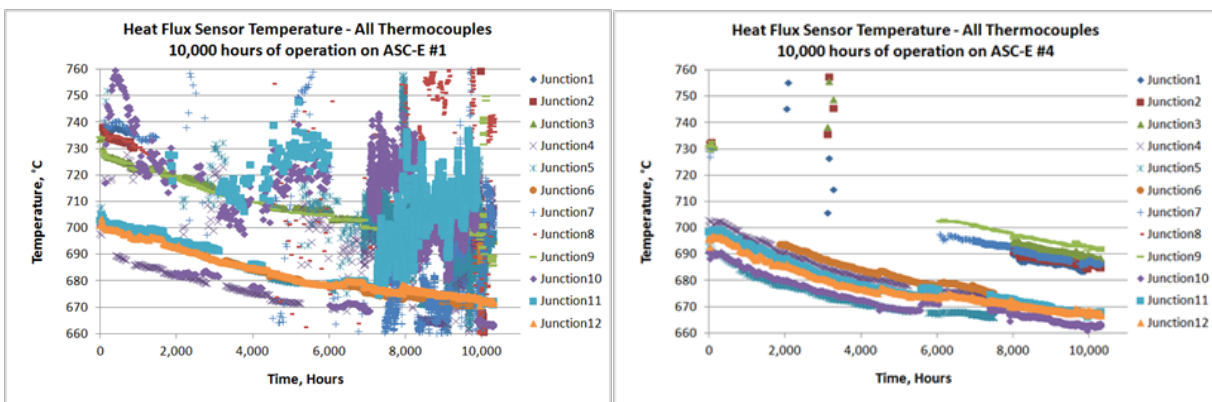 Heat Flux Sensor Temperature - All Thermocouples
10,000 hours of operation on ASC-E #1
Temperature, °C
760
750
740
730
720
710
700
690
680
670
660
0
2,000
4,000
6,000
8,000
10,000
Time, Hours
Junction1
Junction2
Junction3
Junction4
Junction5
Junction6
Junction7
Junction8
Junction9
Junction10
Junction11
Junction12
Heat Flux Sensor Temperature - All Thermocouples
10,000 hours of operation on ASC-E #4
Temperature, °C
760
750
740
730
720
710
700
690
680
670
660
0
2,000
4,000
6,000
8,000
10,000
Time, Hours
Junction1
Junction2
Junction3
Junction4
Junction5
Junction6
Junction7
Junction8
Junction9
Junction10
Junction11
Junction12